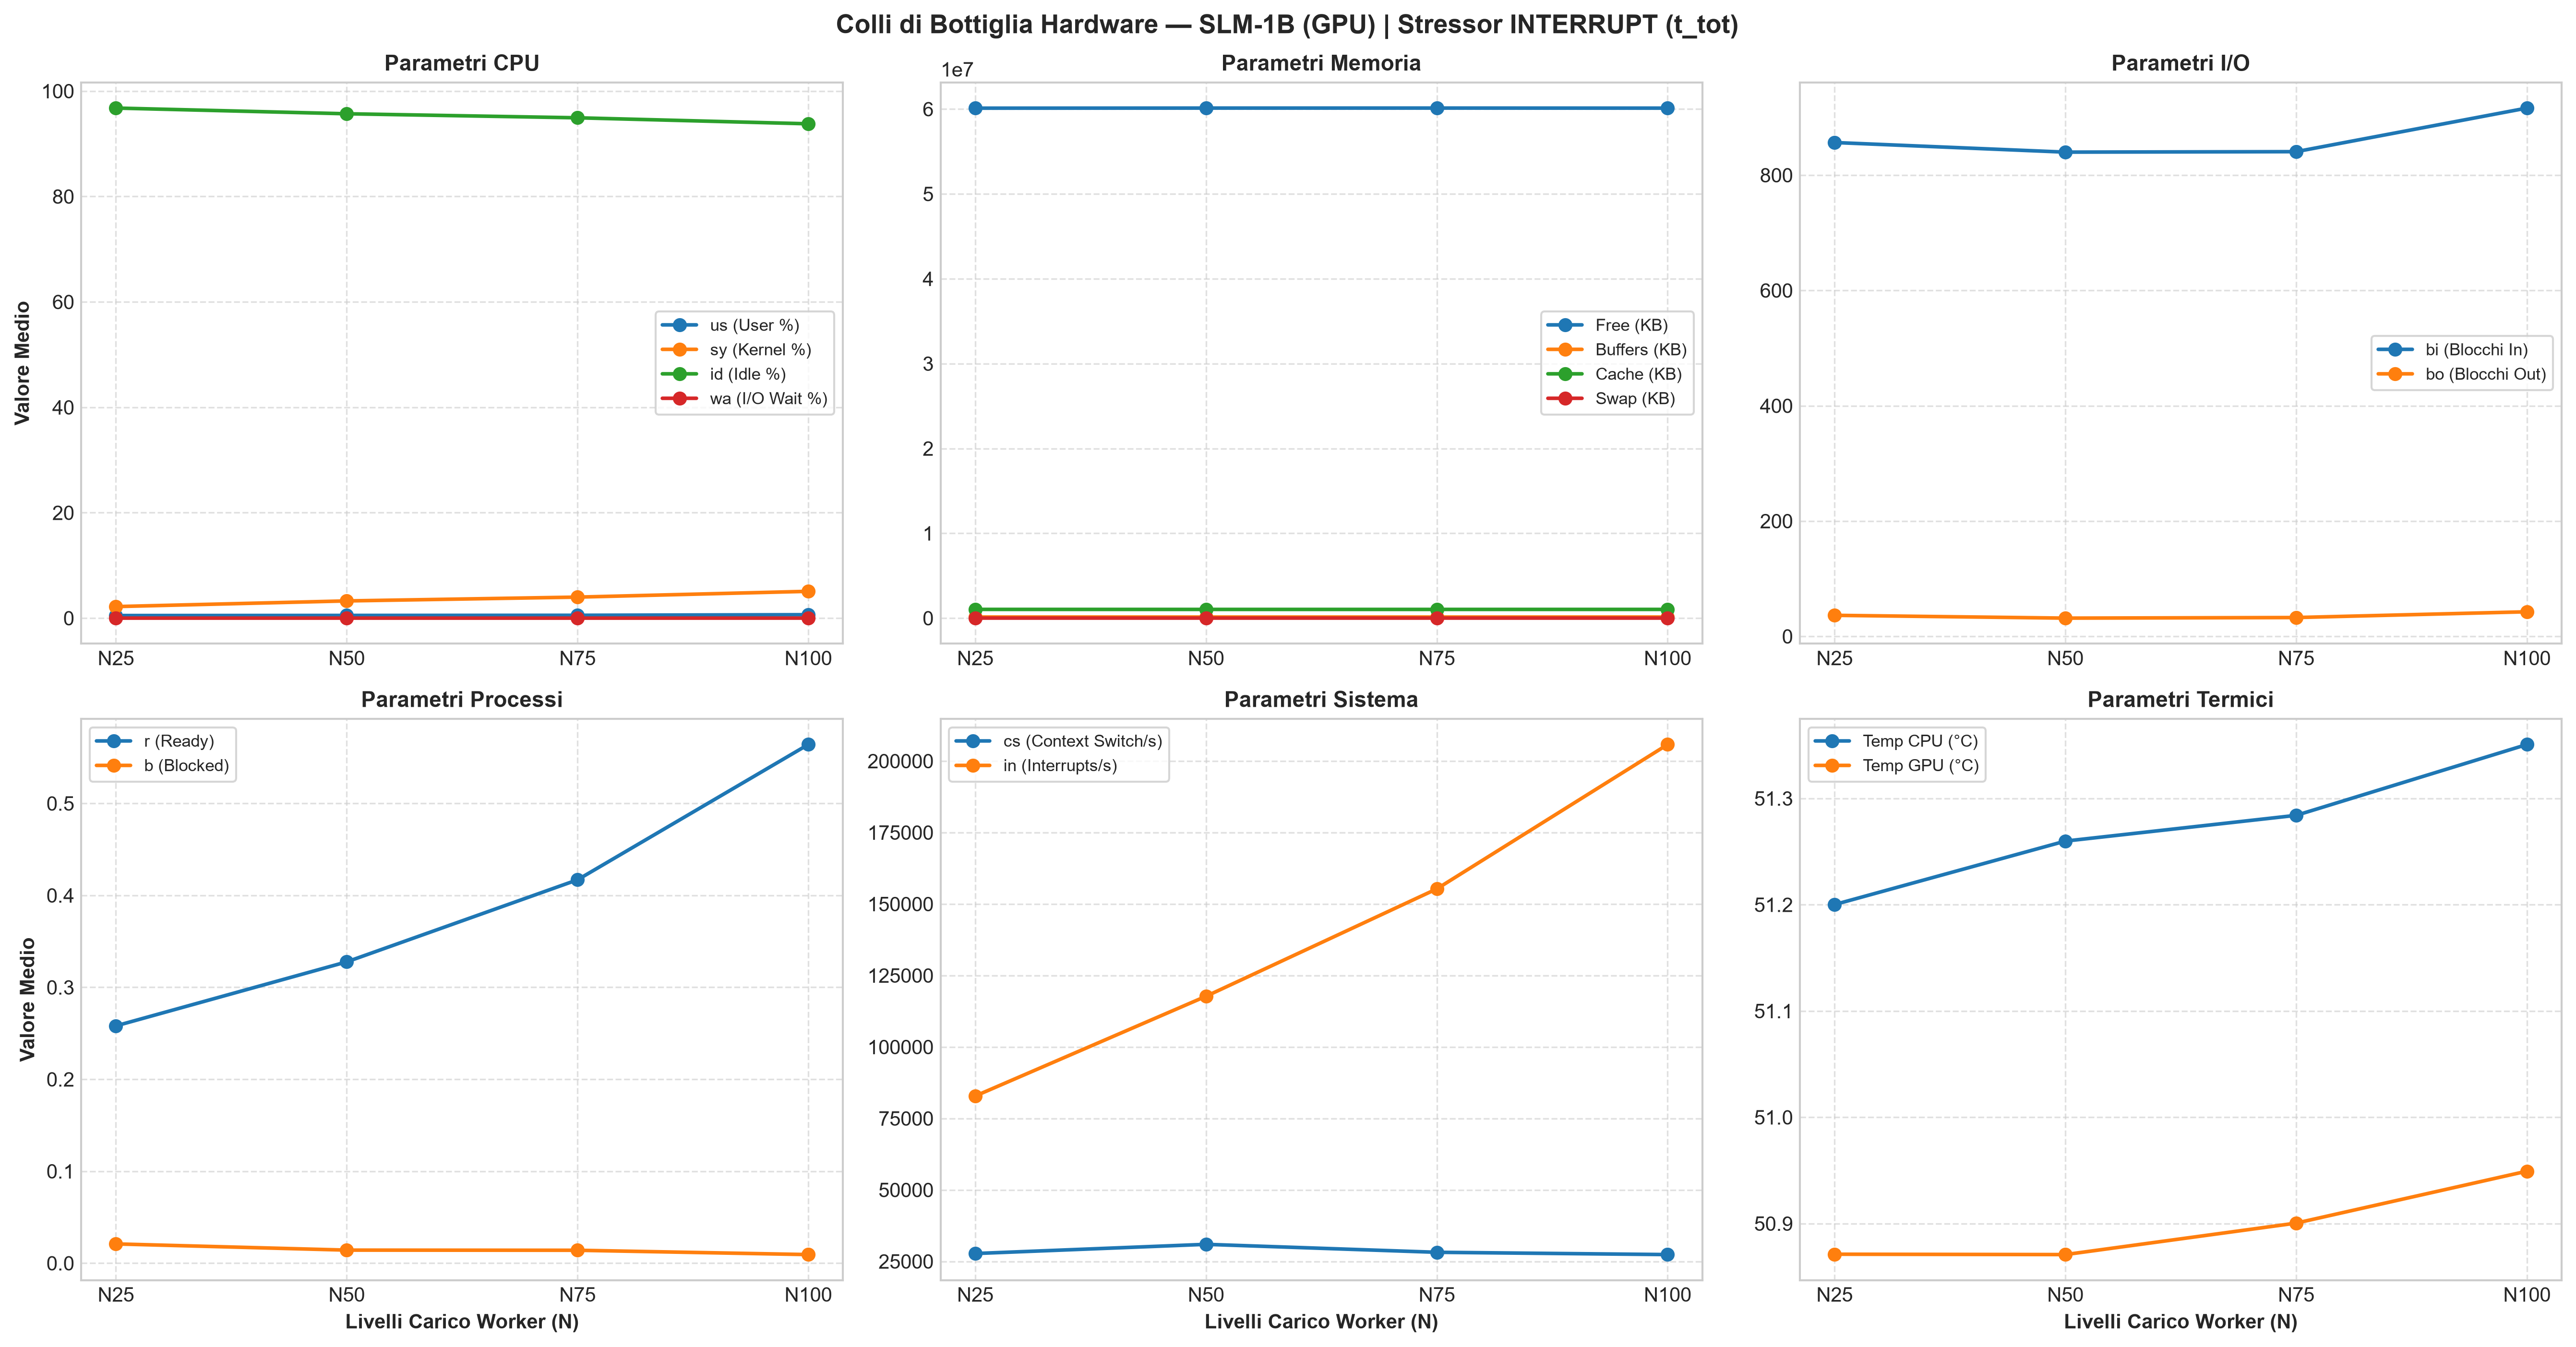 Colli di Bottiglia Hardware — SLM-1B (GPU) | Stressor INTERRUPT (t_tot)
Parametri CPU
Valore Medio
100
80
60
40
20
0
us (User %)
sy (Kernel %)
id (Idle %)
wa (I/O Wait %)
N25 N50 N75 N100
Parametri Memoria
1e7
6
5
4
3
2
1
0
Free (KB)
Buffers (KB)
Cache (KB)
Swap (KB)
N25 N50 N75 N100
Parametri I/O
800
600
400
200
0
bi (Blocchi In)
bo (Blocchi Out)
N25 N50 N75 N100
Parametri Processi
Valore Medio
r (Ready)
b (Blocked)
0.5
0.4
0.3
0.2
0.1
0.0
N25 N50 N75 N100
Livelli Carico Worker (N)
Parametri Sistema
cs (Context Switch/s)
in (Interrupts/s)
200000
175000
150000
125000
100000
75000
50000
25000
N25 N50 N75 N100
Livelli Carico Worker (N)
Parametri Termici
Temp CPU (°C)
Temp GPU (°C)
51.3
51.2
51.1
51.0
50.9
N25 N50 N75 N100
Livelli Carico Worker (N)